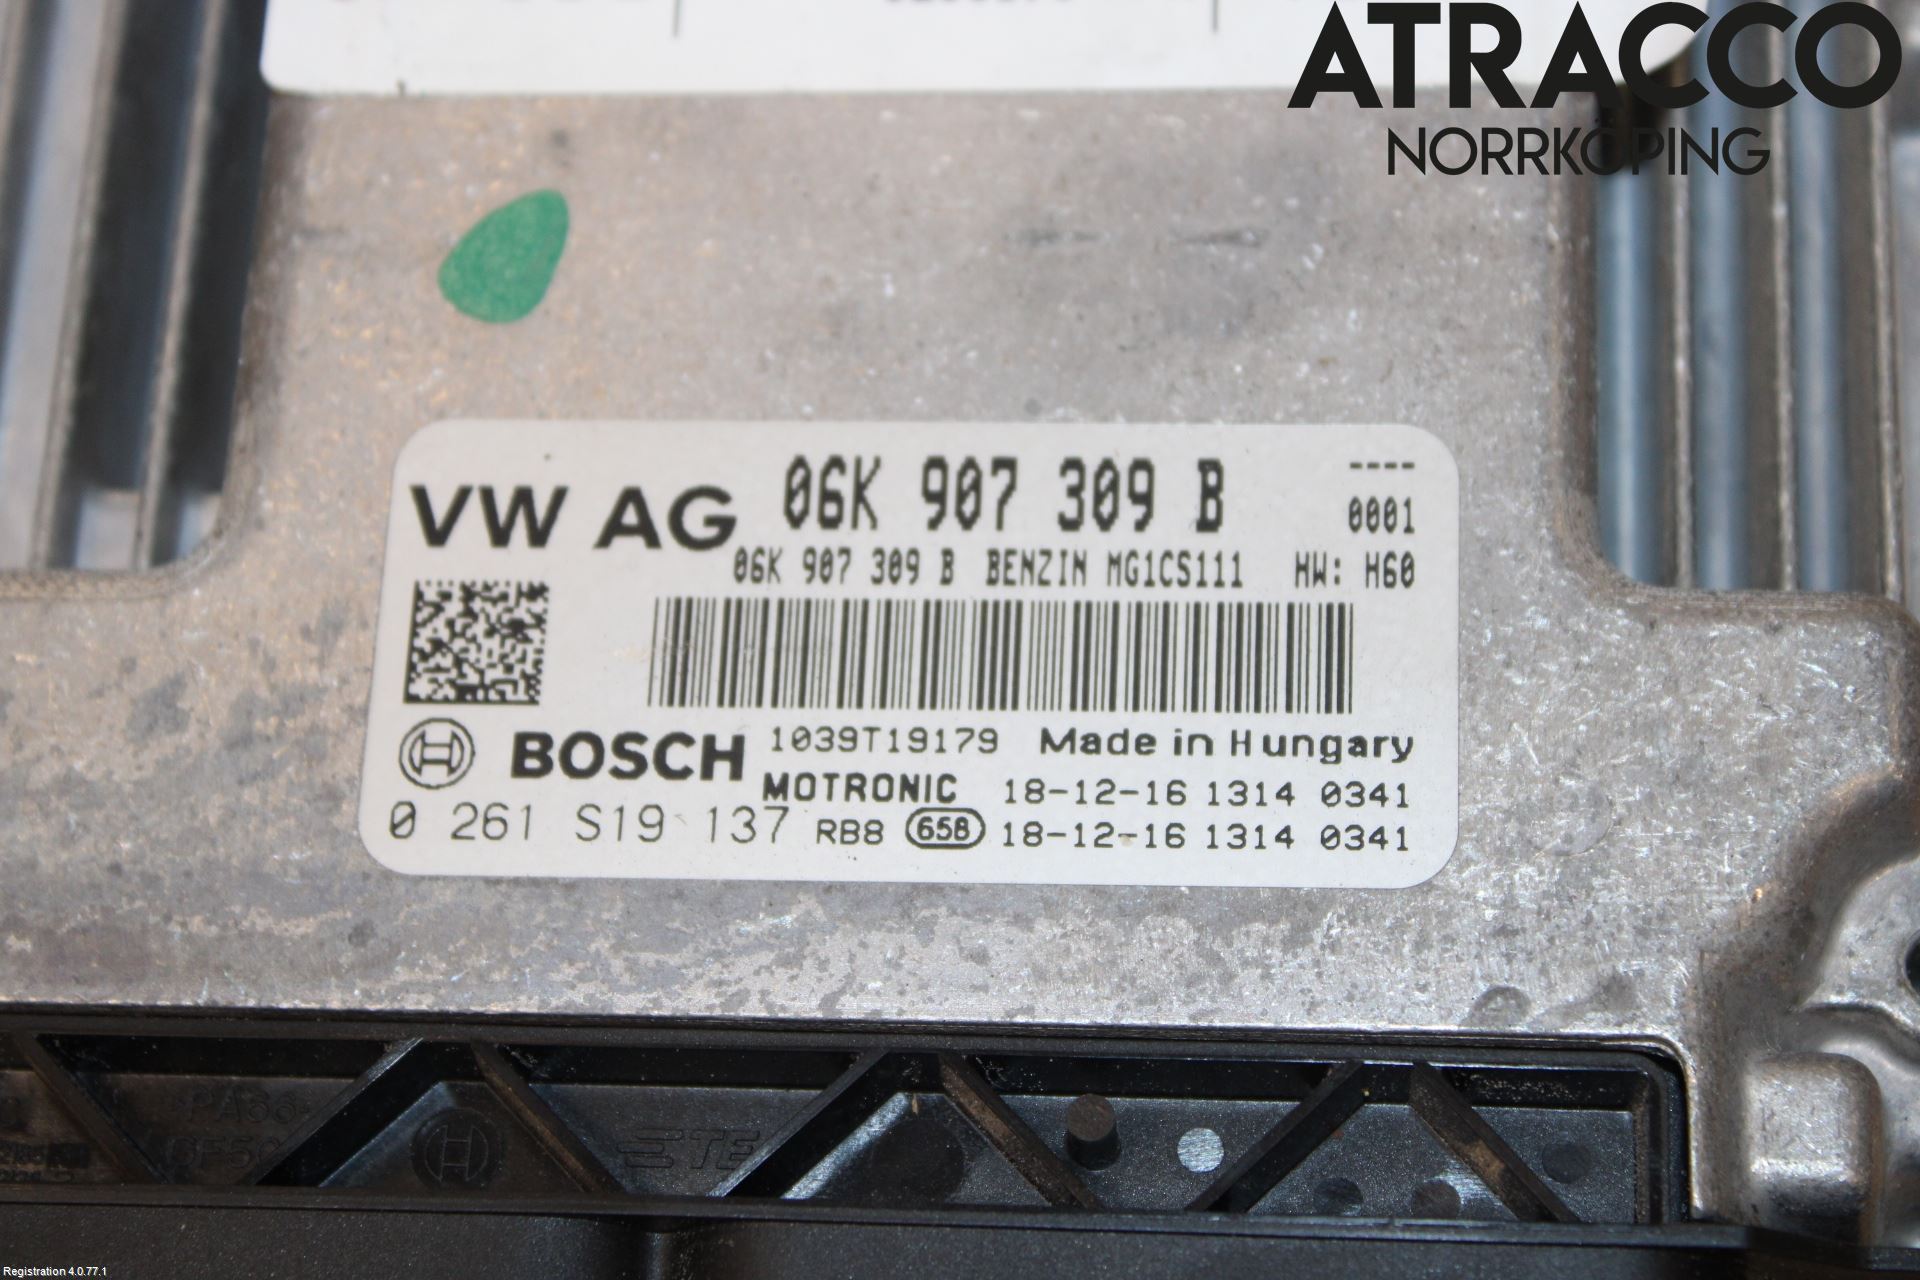 ATRACCO
NORRKÖPING
VW AG 06K 907 309 B ----
0001
06K 907 309 B BENZIN MG1CS111 HW: H60
BOSCH 1039T19179 Made in Hungary
MOTRONIC 18-12-16 1314 0341
0 261 S19 137 RB8 658 18-12-16 1314 0341
>PA66-
TE
Registration 4.0.77.1